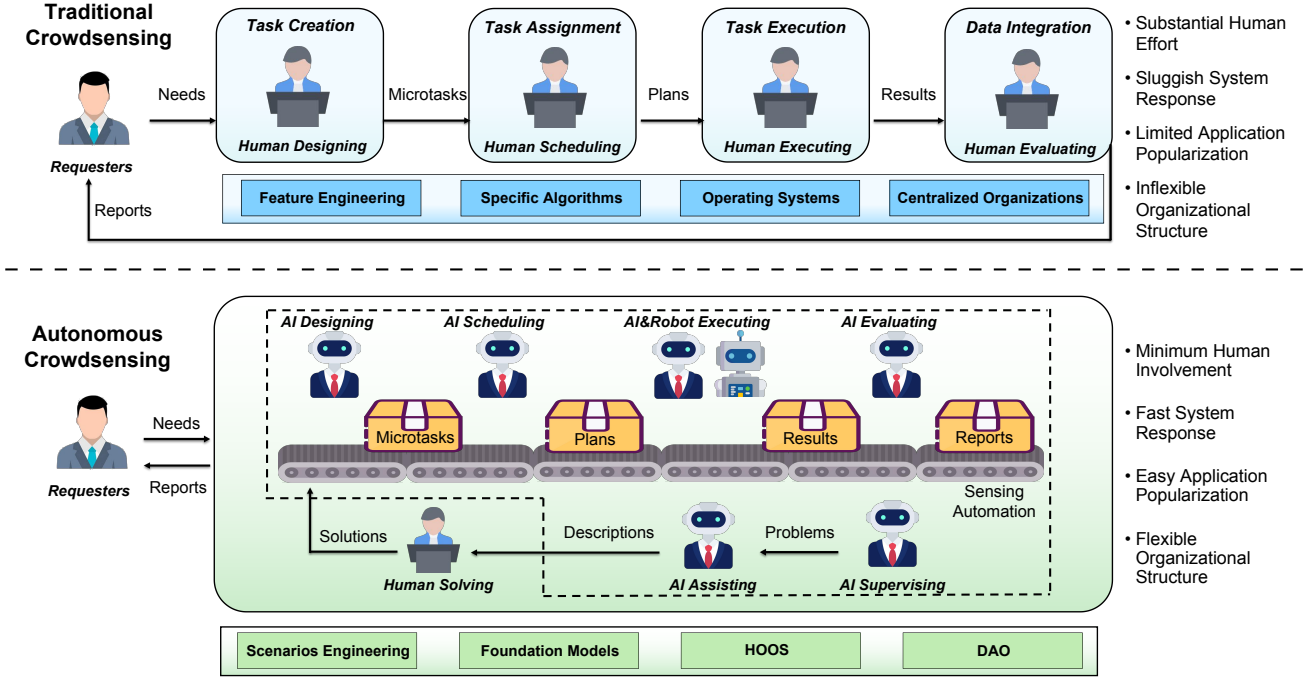 Traditional
Crowdsensing
Requesters
Needs
Task Creation
Human Designing
Microtasks
Task Assignment
Human Scheduling
Plans
Task Execution
Human Executing
Results
Data Integration
Human Evaluating
Reports
Feature Engineering
Specific Algorithms
Operating Systems
Centralized Organizations
• Substantial Human
Effort
• Sluggish System
Response
• Limited Application
Popularization
• Inflexible
Organizational
Structure
Autonomous
Crowdsensing
Requesters
Needs
Reports
AI Designing
AI Scheduling
AI&Robot Executing
AI Evaluating
Microtasks
Plans
Results
Reports
Sensing
Automation
Solutions
Human Solving
Descriptions
AI Assisting
Problems
AI Supervising
Scenarios Engineering
Foundation Models
HOOS
DAO
• Minimum Human
Involvement
• Fast System
Response
• Easy Application
Popularization
• Flexible
Organizational
Structure